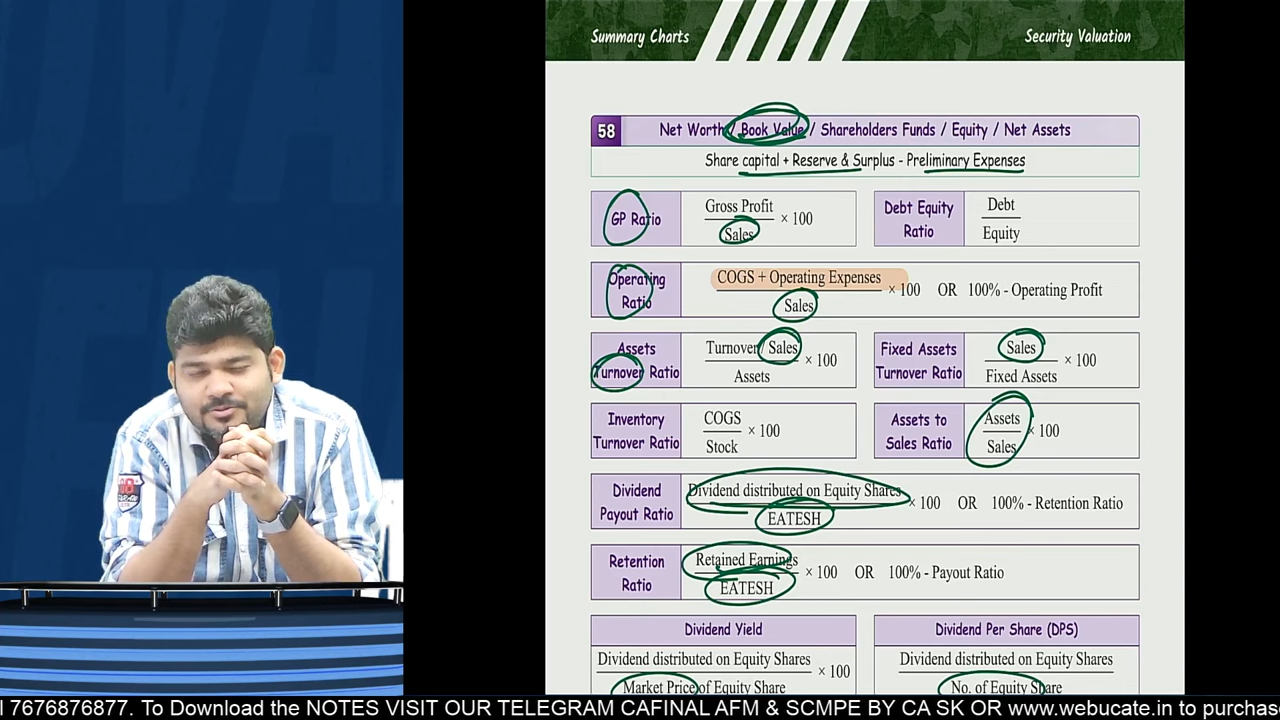 Summary Charts
Security Valuation
58
Net Worth / Book Value / Shareholders Funds / Equity / Net Assets
Share capital + Reserve & Surplus - Preliminary Expenses
GP Ratio
Gross Profit
Sales
× 100
Debt Equity
Ratio
Debt
Equity
Operating
Ratio
COGS + Operating Expenses
Sales
× 100 OR 100% - Operating Profit
Assets
Turnover Ratio
Turnover/ Sales
Assets
× 100
Fixed Assets
Turnover Ratio
Sales
Fixed Assets
× 100
Inventory
Turnover Ratio
COGS
Stock
× 100
Assets to
Sales Ratio
Assets
Sales
× 100
Dividend
Payout Ratio
Dividend distributed on Equity Shares
EATESH
× 100 OR 100% - Retention Ratio
Retention
Ratio
Retained Earnings
EATESH
× 100 OR 100% - Payout Ratio
Dividend Yield
Dividend distributed on Equity Shares
Market Price of Equity Share
× 100
Dividend Per Share (DPS)
Dividend distributed on Equity Shares
No. of Equity Share
7676876877. To Download the NOTES VISIT OUR TELEGRAM CAFINAL AFM & SCMPE BY CA SK OR www.webucate.in to purchas